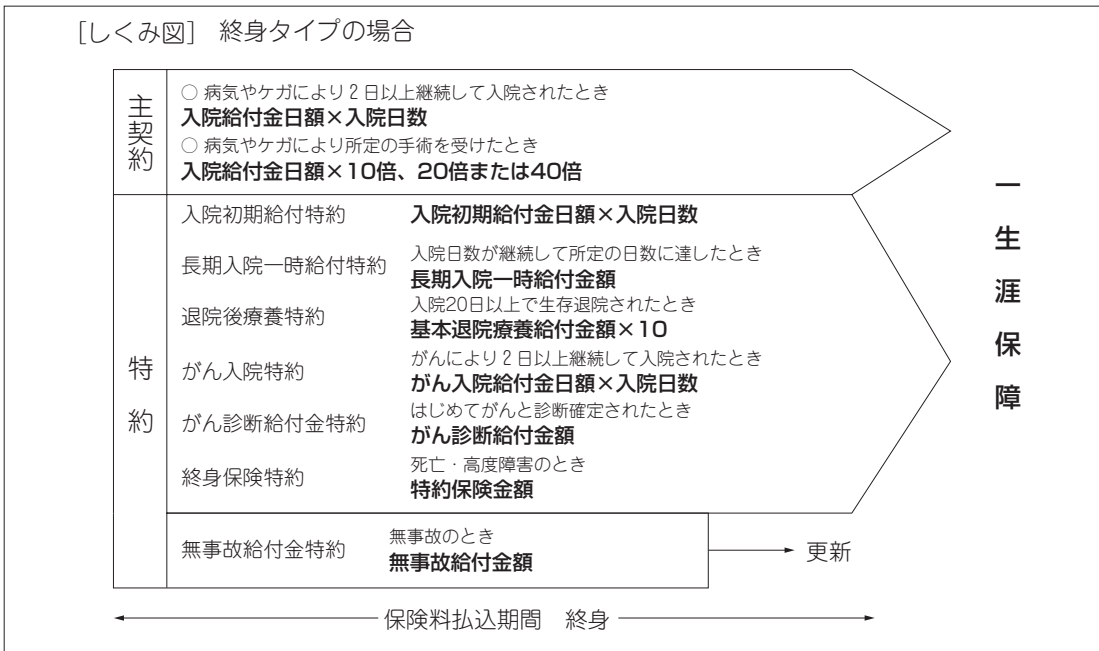 [しくみ図]　終身タイプの場合
主契約
○ 病気やケガにより２日以上継続して入院されたとき
入院給付金日額×入院日数
○ 病気やケガにより所定の手術を受けたとき
入院給付金日額×10倍、20倍または40倍
特約
入院初期給付特約　入院初期給付金日額×入院日数
入院日数が継続して所定の日数に達したとき
長期入院一時給付特約
長期入院一時給付金額
入院20日以上で生存退院されたとき
退院後療養特約
基本退院療養給付金額×10
がんにより２日以上継続して入院されたとき
がん入院特約
がん入院給付金日額×入院日数
はじめてがんと診断確定されたとき
がん診断給付金特約
がん診断給付金額
死亡・高度障害のとき
終身保険特約
特約保険金額
無事故のとき
無事故給付金特約
無事故給付金額
更新
一生涯保障
保険料払込期間　終身